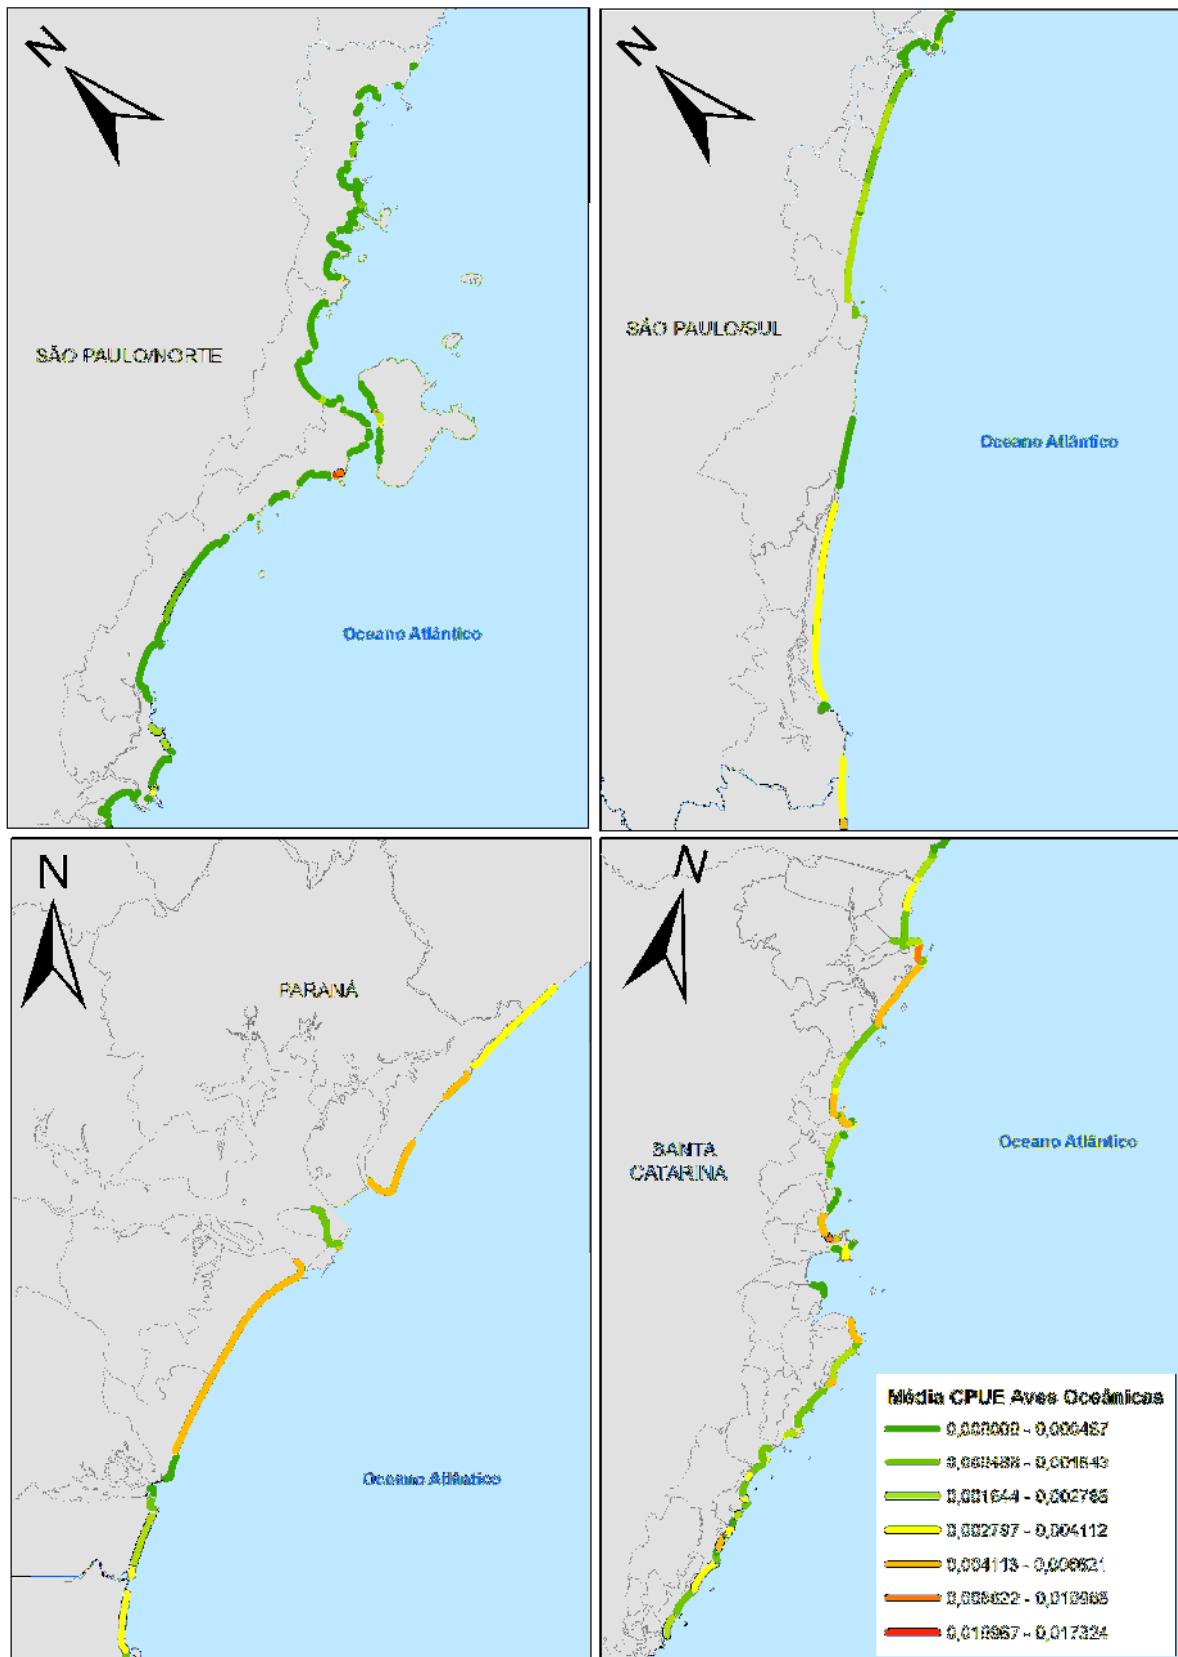 N
SÃO PAULO/NORTE
Oceano Atlântico
N
SÃO PAULO/SUL
Oceano Atlântico
N
PARANÁ
Oceano Atlântico
N
SANTA
CATARINA
Oceano Atlântico
Média CPUE Aves Oceânicas
0,000000 - 0,000487
0,000488 - 0,001643
0,001644 - 0,002786
0,002787 - 0,004112
0,004113 - 0,006621
0,006622 - 0,010966
0,010967 - 0,017324